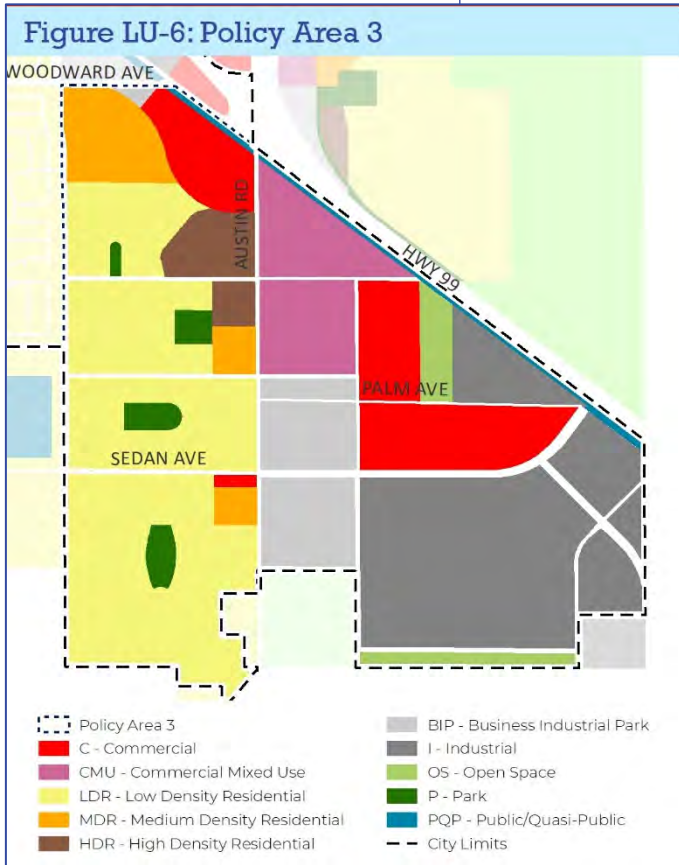 Figure LU-6: Policy Area 3
WOODWARD AVE
AUSTIN RD
HWY 99
PALM AVE
SEDAN AVE
Policy Area 3
C - Commercial
CMU - Commercial Mixed Use
LDR - Low Density Residential
MDR - Medium Density Residential
HDR - High Density Residential
BIP - Business Industrial Park
I - Industrial
OS - Open Space
P - Park
PQP - Public/Quasi-Public
City Limits